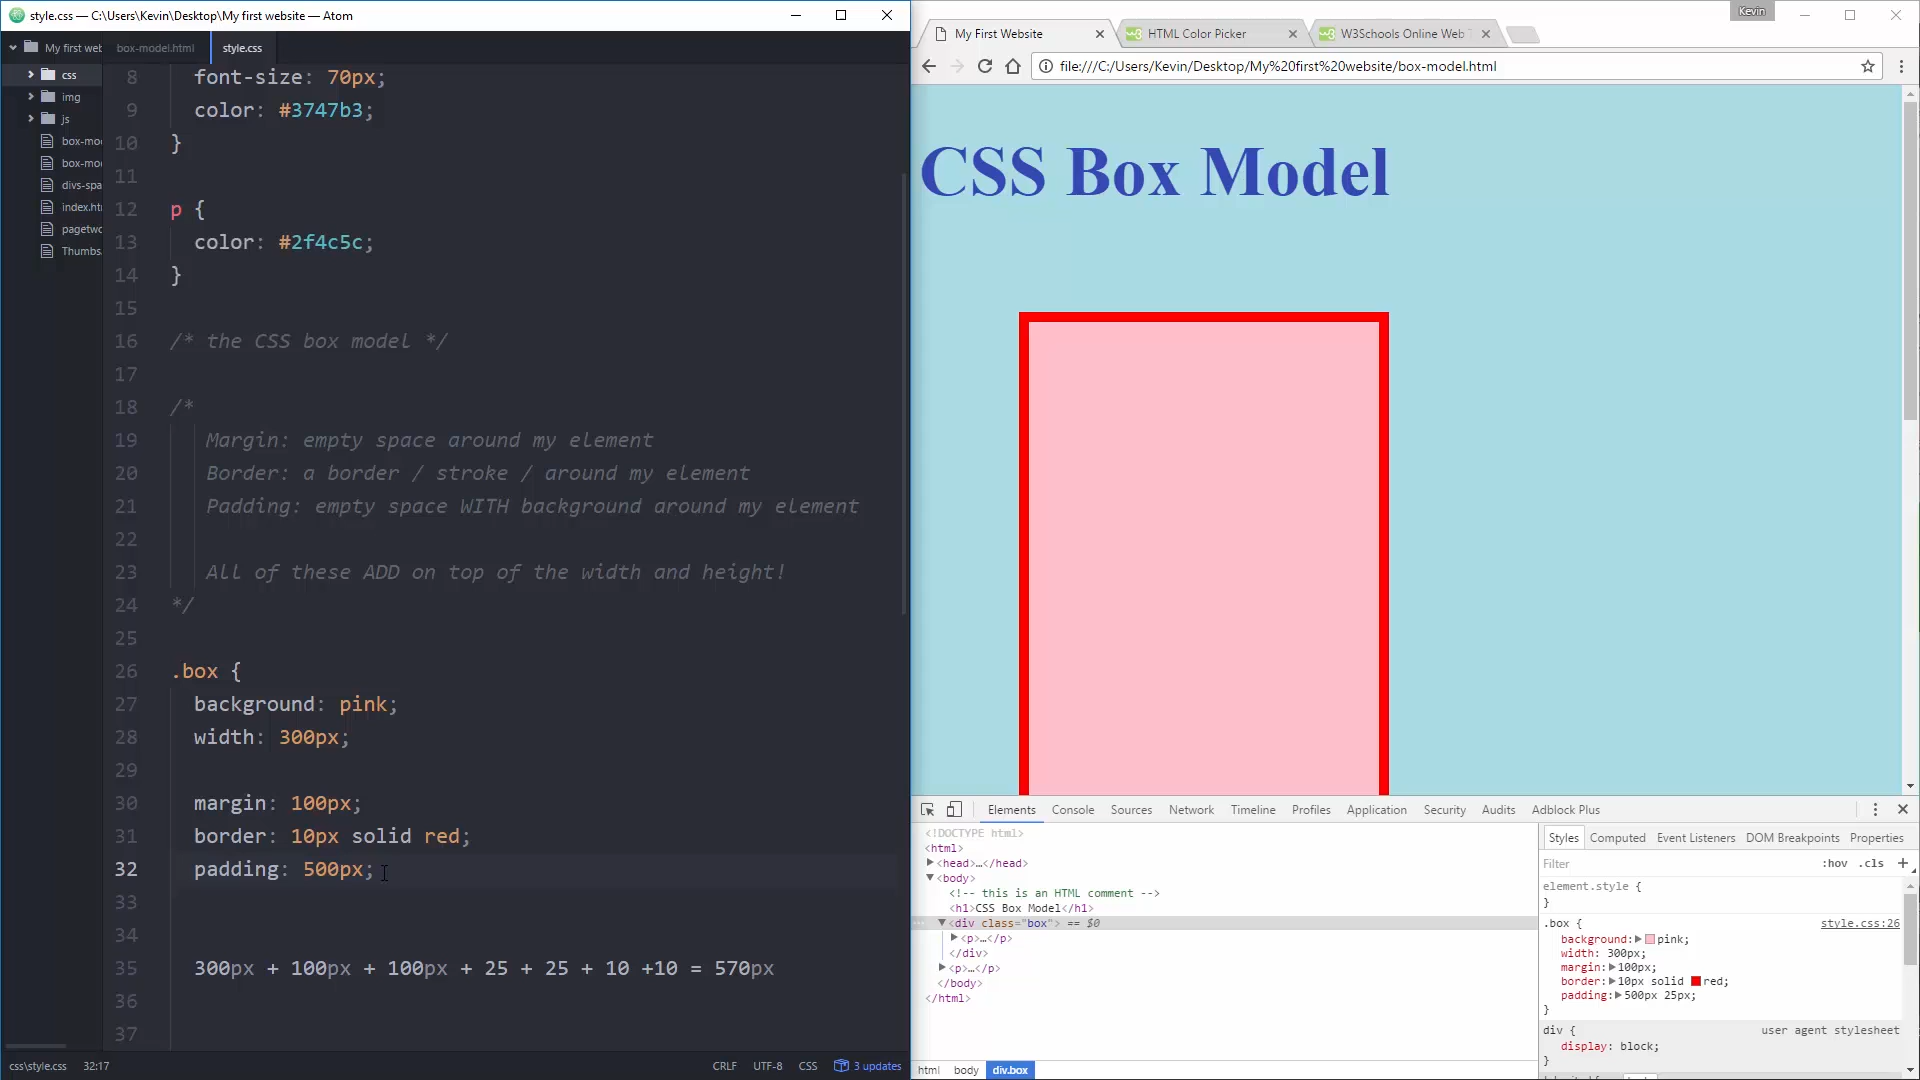 style.css — C:\Users\Kevin\Desktop\My first website — Atom
My first web
box-model.html
style.css
css
img
js
box-mo
box-mo
divs-spa
index.ht
pagetwo
Thumbs.
8 font-size: 70px;
9 color: #3747b3;
10 }
11
12 p {
13 color: #2f4c5c;
14 }
15
16 /* the CSS box model */
17
18 /*
19 Margin: empty space around my element
20 Border: a border / stroke / around my element
21 Padding: empty space WITH background around my element
22
23 All of these ADD on top of the width and height!
24 */
25
26 .box {
27 background: pink;
28 width: 300px;
29
30 margin: 100px;
31 border: 10px solid red;
32 padding: 500px;
33
34
35 300px + 100px + 100px + 25 + 25 + 10 +10 = 570px
36
37
css\style.css 32:17 CRLF UTF-8 CSS 3 updates
Kevin
My First Website
HTML Color Picker
W3Schools Online Web
file:///C:/Users/Kevin/Desktop/My%20first%20website/box-model.html
CSS Box Model
Elements Console Sources Network Timeline Profiles Application Security Audits Adblock Plus
<!DOCTYPE html>
<html>
<head>…</head>
<body>
<!-- this is an HTML comment -->
<h1>CSS Box Model</h1>
<div class="box"> == $0
<p>…</p>
</div>
<p>…</p>
</body>
</html>
html body div.box
Styles Computed Event Listeners DOM Breakpoints Properties
Filter :hov .cls +
element.style {
}
.box { style.css:26
background: pink;
width: 300px;
margin: 100px;
border: 10px solid red;
padding: 500px 25px;
}
div { user agent stylesheet
display: block;
}